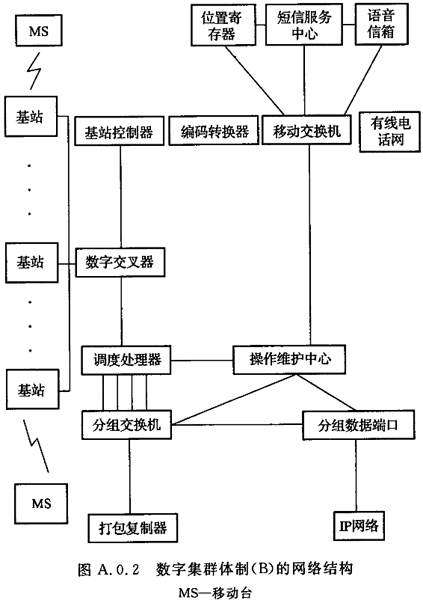 MS
位置寄
存器
短信服务
中心
语音
信箱
基站
基站控制器
编码转换器
移动交换机
有线电
话网
基站
数字交叉器
调度处理器
操作维护中心
基站
分组交换机
分组数据端口
MS
打包复制器
IP网络
图 A.0.2 数字集群体制(B)的网络结构
MS—移动台